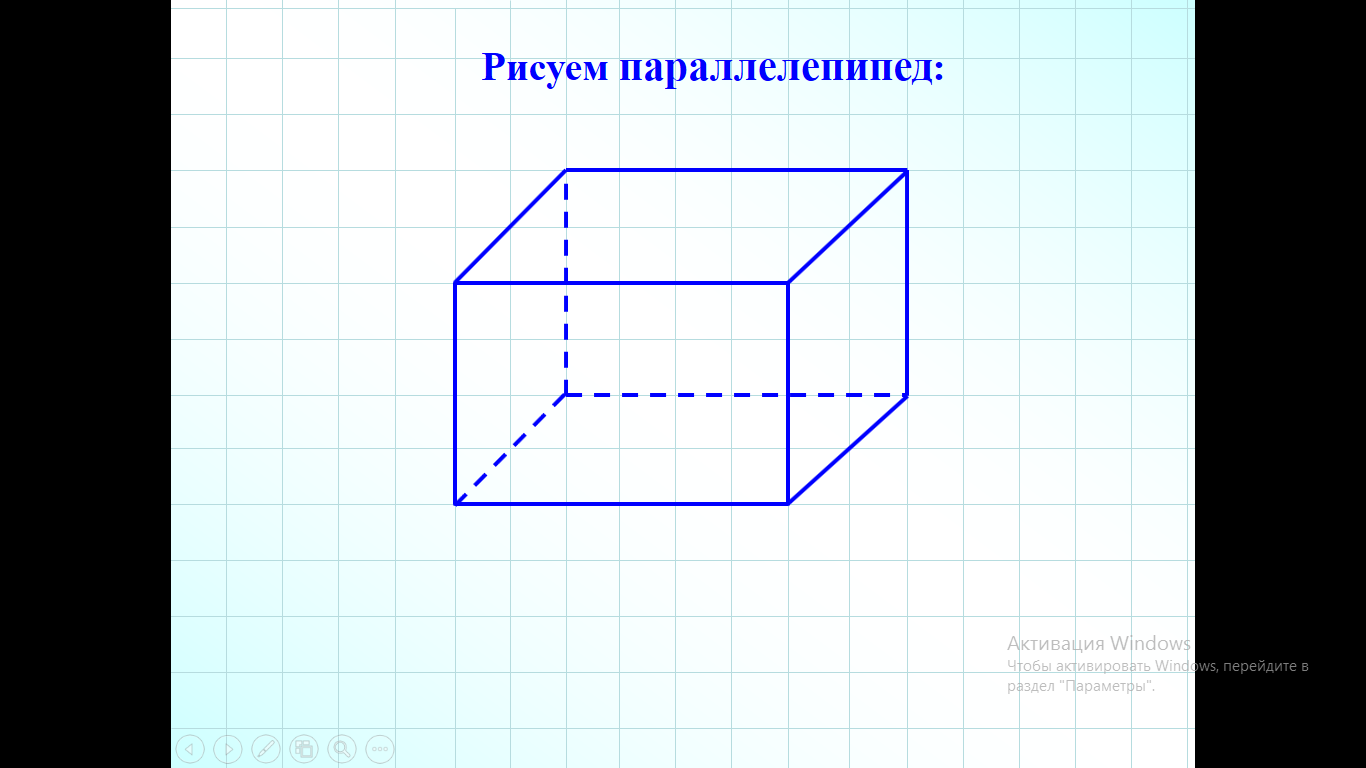 Рисуем параллелепипед:
Активация Windows
Чтобы активировать Windows, перейдите в
раздел "Параметры".